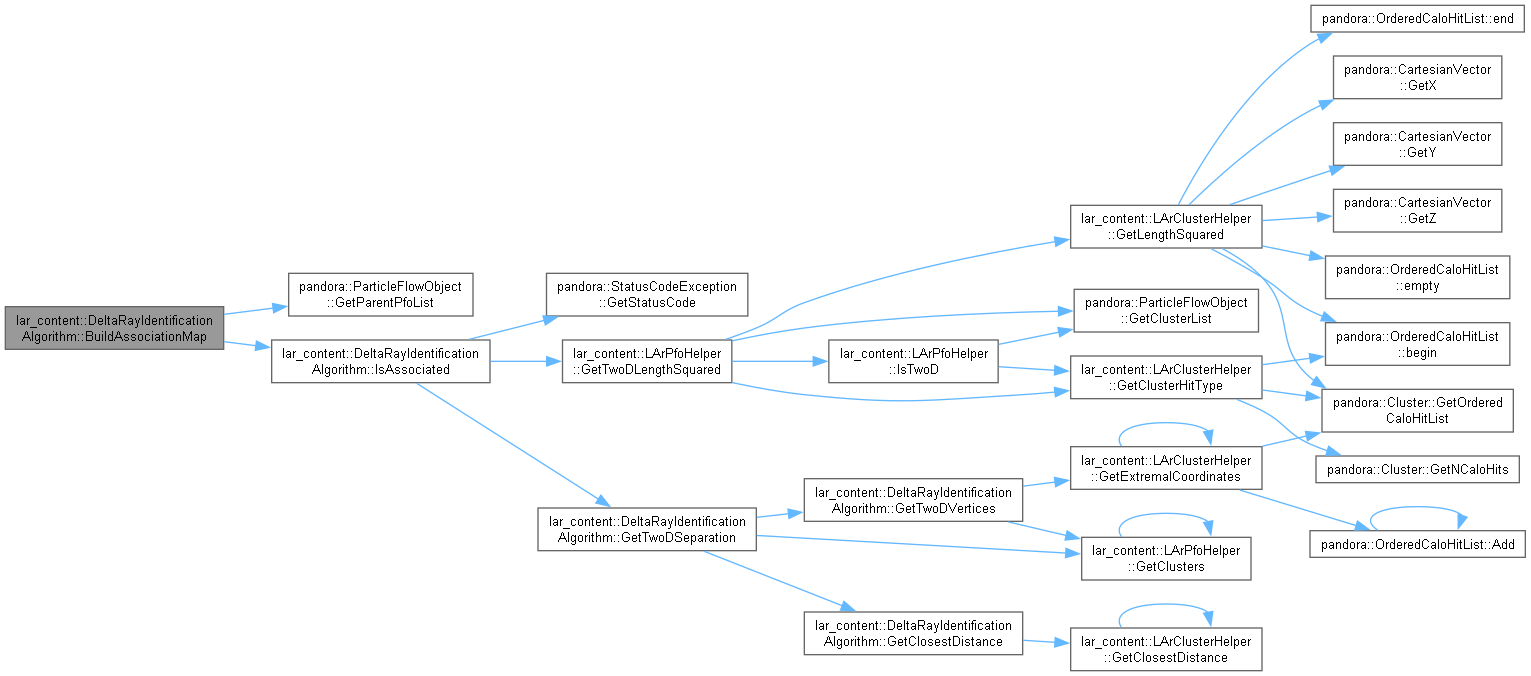 lar_content::DeltaRayIdentification
Algorithm::BuildAssociationMap
pandora::ParticleFlowObject
::GetParentPfoList
lar_content::DeltaRayIdentification
Algorithm::IsAssociated
pandora::StatusCodeException
::GetStatusCode
lar_content::LArPfoHelper
::GetTwoDLengthSquared
lar_content::DeltaRayIdentification
Algorithm::GetTwoDSeparation
lar_content::LArPfoHelper
::IsTwoD
lar_content::DeltaRayIdentification
Algorithm::GetTwoDVertices
lar_content::DeltaRayIdentification
Algorithm::GetClosestDistance
lar_content::LArClusterHelper
::GetLengthSquared
pandora::ParticleFlowObject
::GetClusterList
lar_content::LArClusterHelper
::GetClusterHitType
lar_content::LArClusterHelper
::GetExtremalCoordinates
lar_content::LArPfoHelper
::GetClusters
lar_content::LArClusterHelper
::GetClosestDistance
pandora::OrderedCaloHitList::end
pandora::CartesianVector
::GetX
pandora::CartesianVector
::GetY
pandora::CartesianVector
::GetZ
pandora::OrderedCaloHitList
::empty
pandora::OrderedCaloHitList
::begin
pandora::Cluster::GetOrdered
CaloHitList
pandora::Cluster::GetNCaloHits
pandora::OrderedCaloHitList::Add